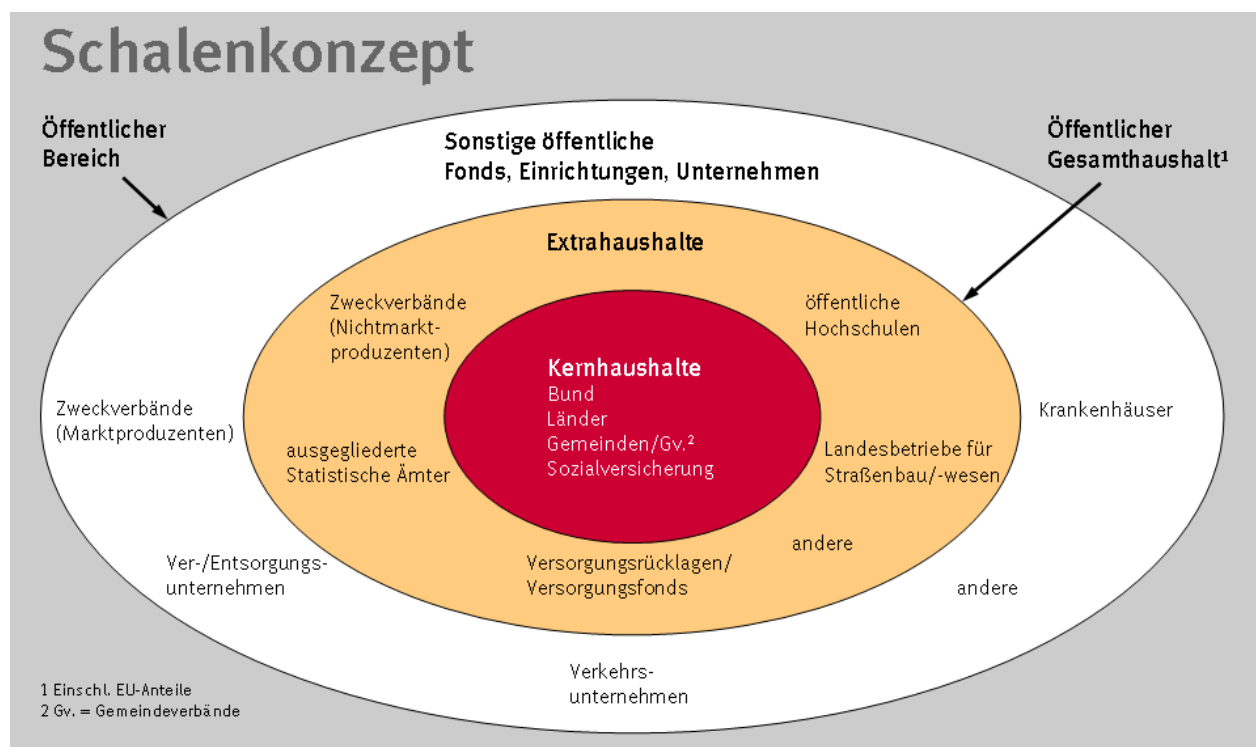 Schalenkonzept
Öffentlicher
Bereich
Sonstige öffentliche
Fonds, Einrichtungen, Unternehmen
Öffentlicher
Gesamthaushalt¹
Extrahaushalte
Zweckverbände
(Nichtmarkt-
produzenten)
öffentliche
Hochschulen
Kernhaushalte
Bund
Länder
Gemeinden/Gv.²
Sozialversicherung
Zweckverbände
(Marktproduzenten)
Krankenhäuser
ausgegliederte
Statistische Ämter
Landesbetriebe für
Straßenbau/-wesen
andere
Ver-/Entsorgungs-
unternehmen
Versorgungsrücklagen/
Versorgungsfonds
andere
Verkehrs-
unternehmen
1 Einschl. EU-Anteile
2 Gv. = Gemeindeverbände